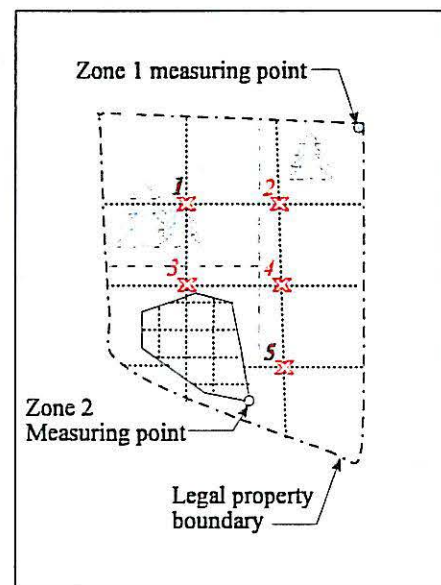 Zone 1 measuring point
1
2
3
4
5
Zone 2
Measuring point
Legal property
boundary